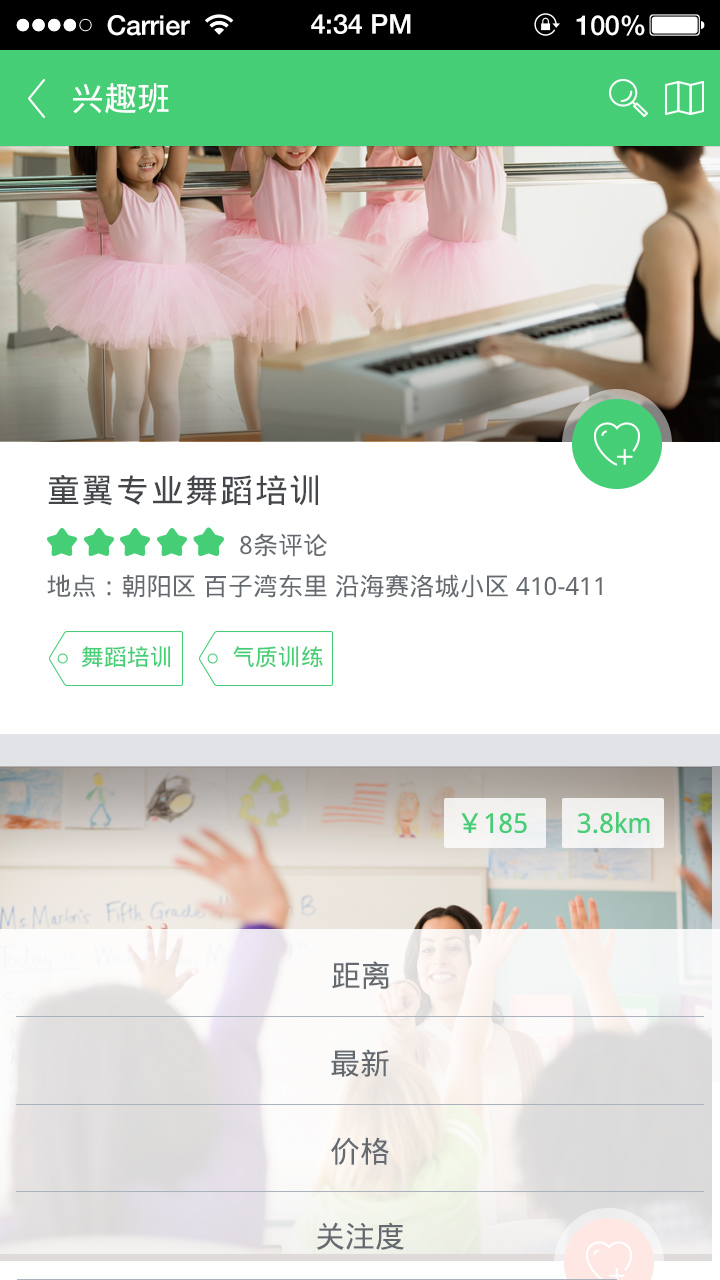 Carrier 4:34 PM 100%
兴趣班
童翼专业舞蹈培训
8条评论
地点：朝阳区 百子湾东里 沿海赛洛城小区 410-411
舞蹈培训 气质训练
￥185 3.8km
Ms. Martin's Fifth Grade B
距离
最新
价格
关注度